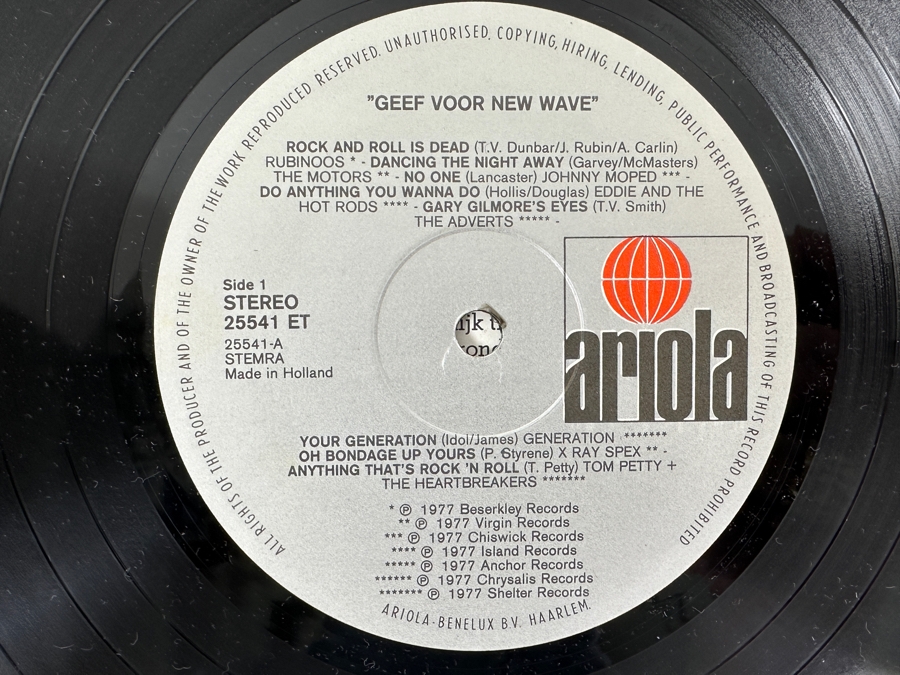 ALL RIGHTS OF THE PRODUCER AND OF THE OWNER OF THE WORK REPRODUCED RESERVED. UNAUTHORISED, COPYING, HIRING, LENDING, PUBLIC PERFORMANCE AND BROADCASTING OF THIS RECORD PROHIBITED
"GEEF VOOR NEW WAVE"
ROCK AND ROLL IS DEAD (T.V. Dunbar/J. Rubin/A. Carlin)
RUBINOOS * - DANCING THE NIGHT AWAY (Garvey/McMasters)
THE MOTORS ** - NO ONE (Lancaster) JOHNNY MOPED *** -
DO ANYTHING YOU WANNA DO (Hollis/Douglas) EDDIE AND THE
HOT RODS **** - GARY GILMORE'S EYES (T.V. Smith)
THE ADVERTS ***** -
Side 1
STEREO
25541 ET
25541-A
STEMRA
Made in Holland
ijk
ariola
YOUR GENERATION (Idol/James) GENERATION *******
OH BONDAGE UP YOURS (P. Styrene) X RAY SPEX ** -
ANYTHING THAT'S ROCK 'N ROLL (T. Petty) TOM PETTY +
THE HEARTBREAKERS *******
* ℗ 1977 Beserkley Records
** ℗ 1977 Virgin Records
*** ℗ 1977 Chiswick Records
**** ℗ 1977 Island Records
***** ℗ 1977 Anchor Records
****** ℗ 1977 Chrysalis Records
******* ℗ 1977 Shelter Records
ARIOLA-BENELUX B.V. HAARLEM.